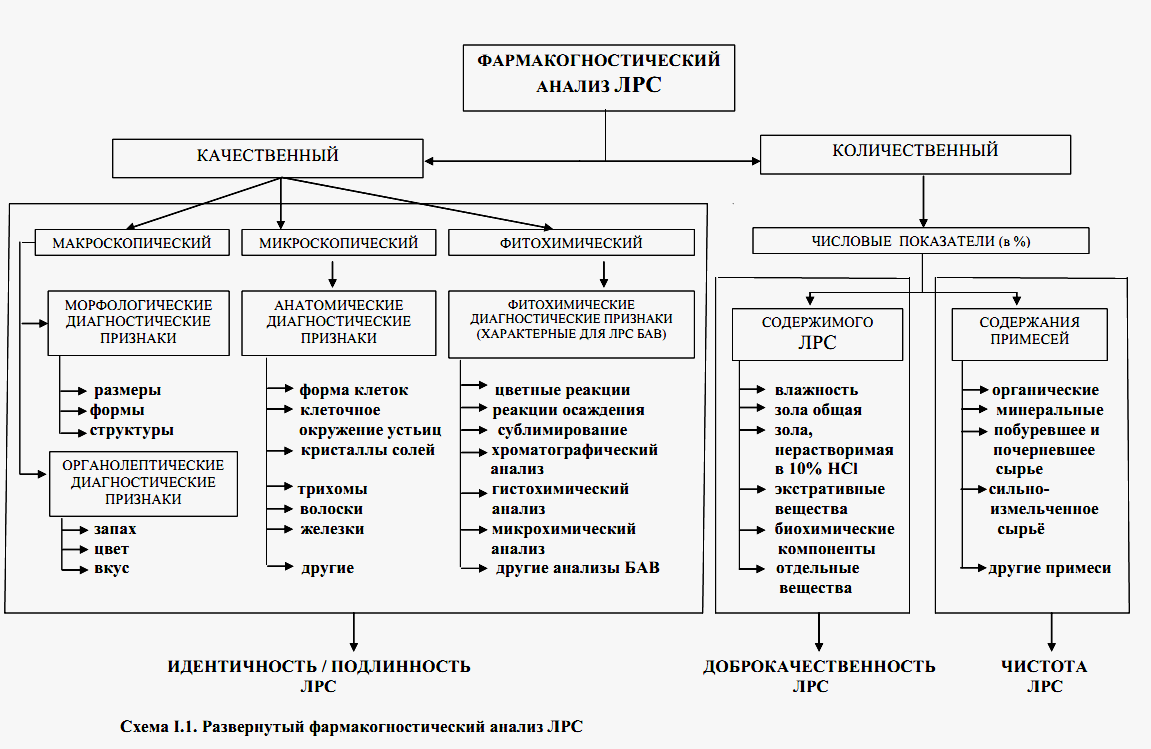 ФАРМАКОГНОСТИЧЕСКИЙ
АНАЛИЗ ЛРС
КАЧЕСТВЕННЫЙ
КОЛИЧЕСТВЕННЫЙ
МАКРОСКОПИЧЕСКИЙ
МИКРОСКОПИЧЕСКИЙ
ФИТОХИМИЧЕСКИЙ
ЧИСЛОВЫЕ ПОКАЗАТЕЛИ (в %)
МОРФОЛОГИЧЕСКИЕ
ДИАГНОСТИЧЕСКИЕ
ПРИЗНАКИ
размеры
формы
структуры
ОРГАНОЛЕПТИЧЕСКИЕ
ДИАГНОСТИЧЕСКИЕ
ПРИЗНАКИ
запах
цвет
вкус
АНАТОМИЧЕСКИЕ
ДИАГНОСТИЧЕСКИЕ
ПРИЗНАКИ
форма клеток
клеточное
окружение устьиц
кристаллы солей
трихомы
волоски
железки
другие
ФИТОХИМИЧЕСКИЕ
ДИАГНОСТИЧЕСКИЕ ПРИЗНАКИ
(ХАРАКТЕРНЫЕ ДЛЯ ЛРС БАВ)
цветные реакции
реакции осаждения
сублимирование
хроматографический
анализ
гистохимический
анализ
микрохимический
анализ
другие анализы БАВ
СОДЕРЖИМОГО
ЛРС
влажность
зола общая
зола,
нерастворимая
в 10% HCl
экстративные
вещества
биохимические
компоненты
отдельные
вещества
СОДЕРЖАНИЯ
ПРИМЕСЕЙ
органические
минеральные
побуревшее и
почерневшее
сырье
сильно-
измельченное
сырьё
другие примеси
ИДЕНТИЧНОСТЬ / ПОДЛИННОСТЬ
ЛРС
ДОБРОКАЧЕСТВЕННОСТЬ
ЛРС
ЧИСТОТА
ЛРС
Схема I.1. Развернутый фармакогностический анализ ЛРС